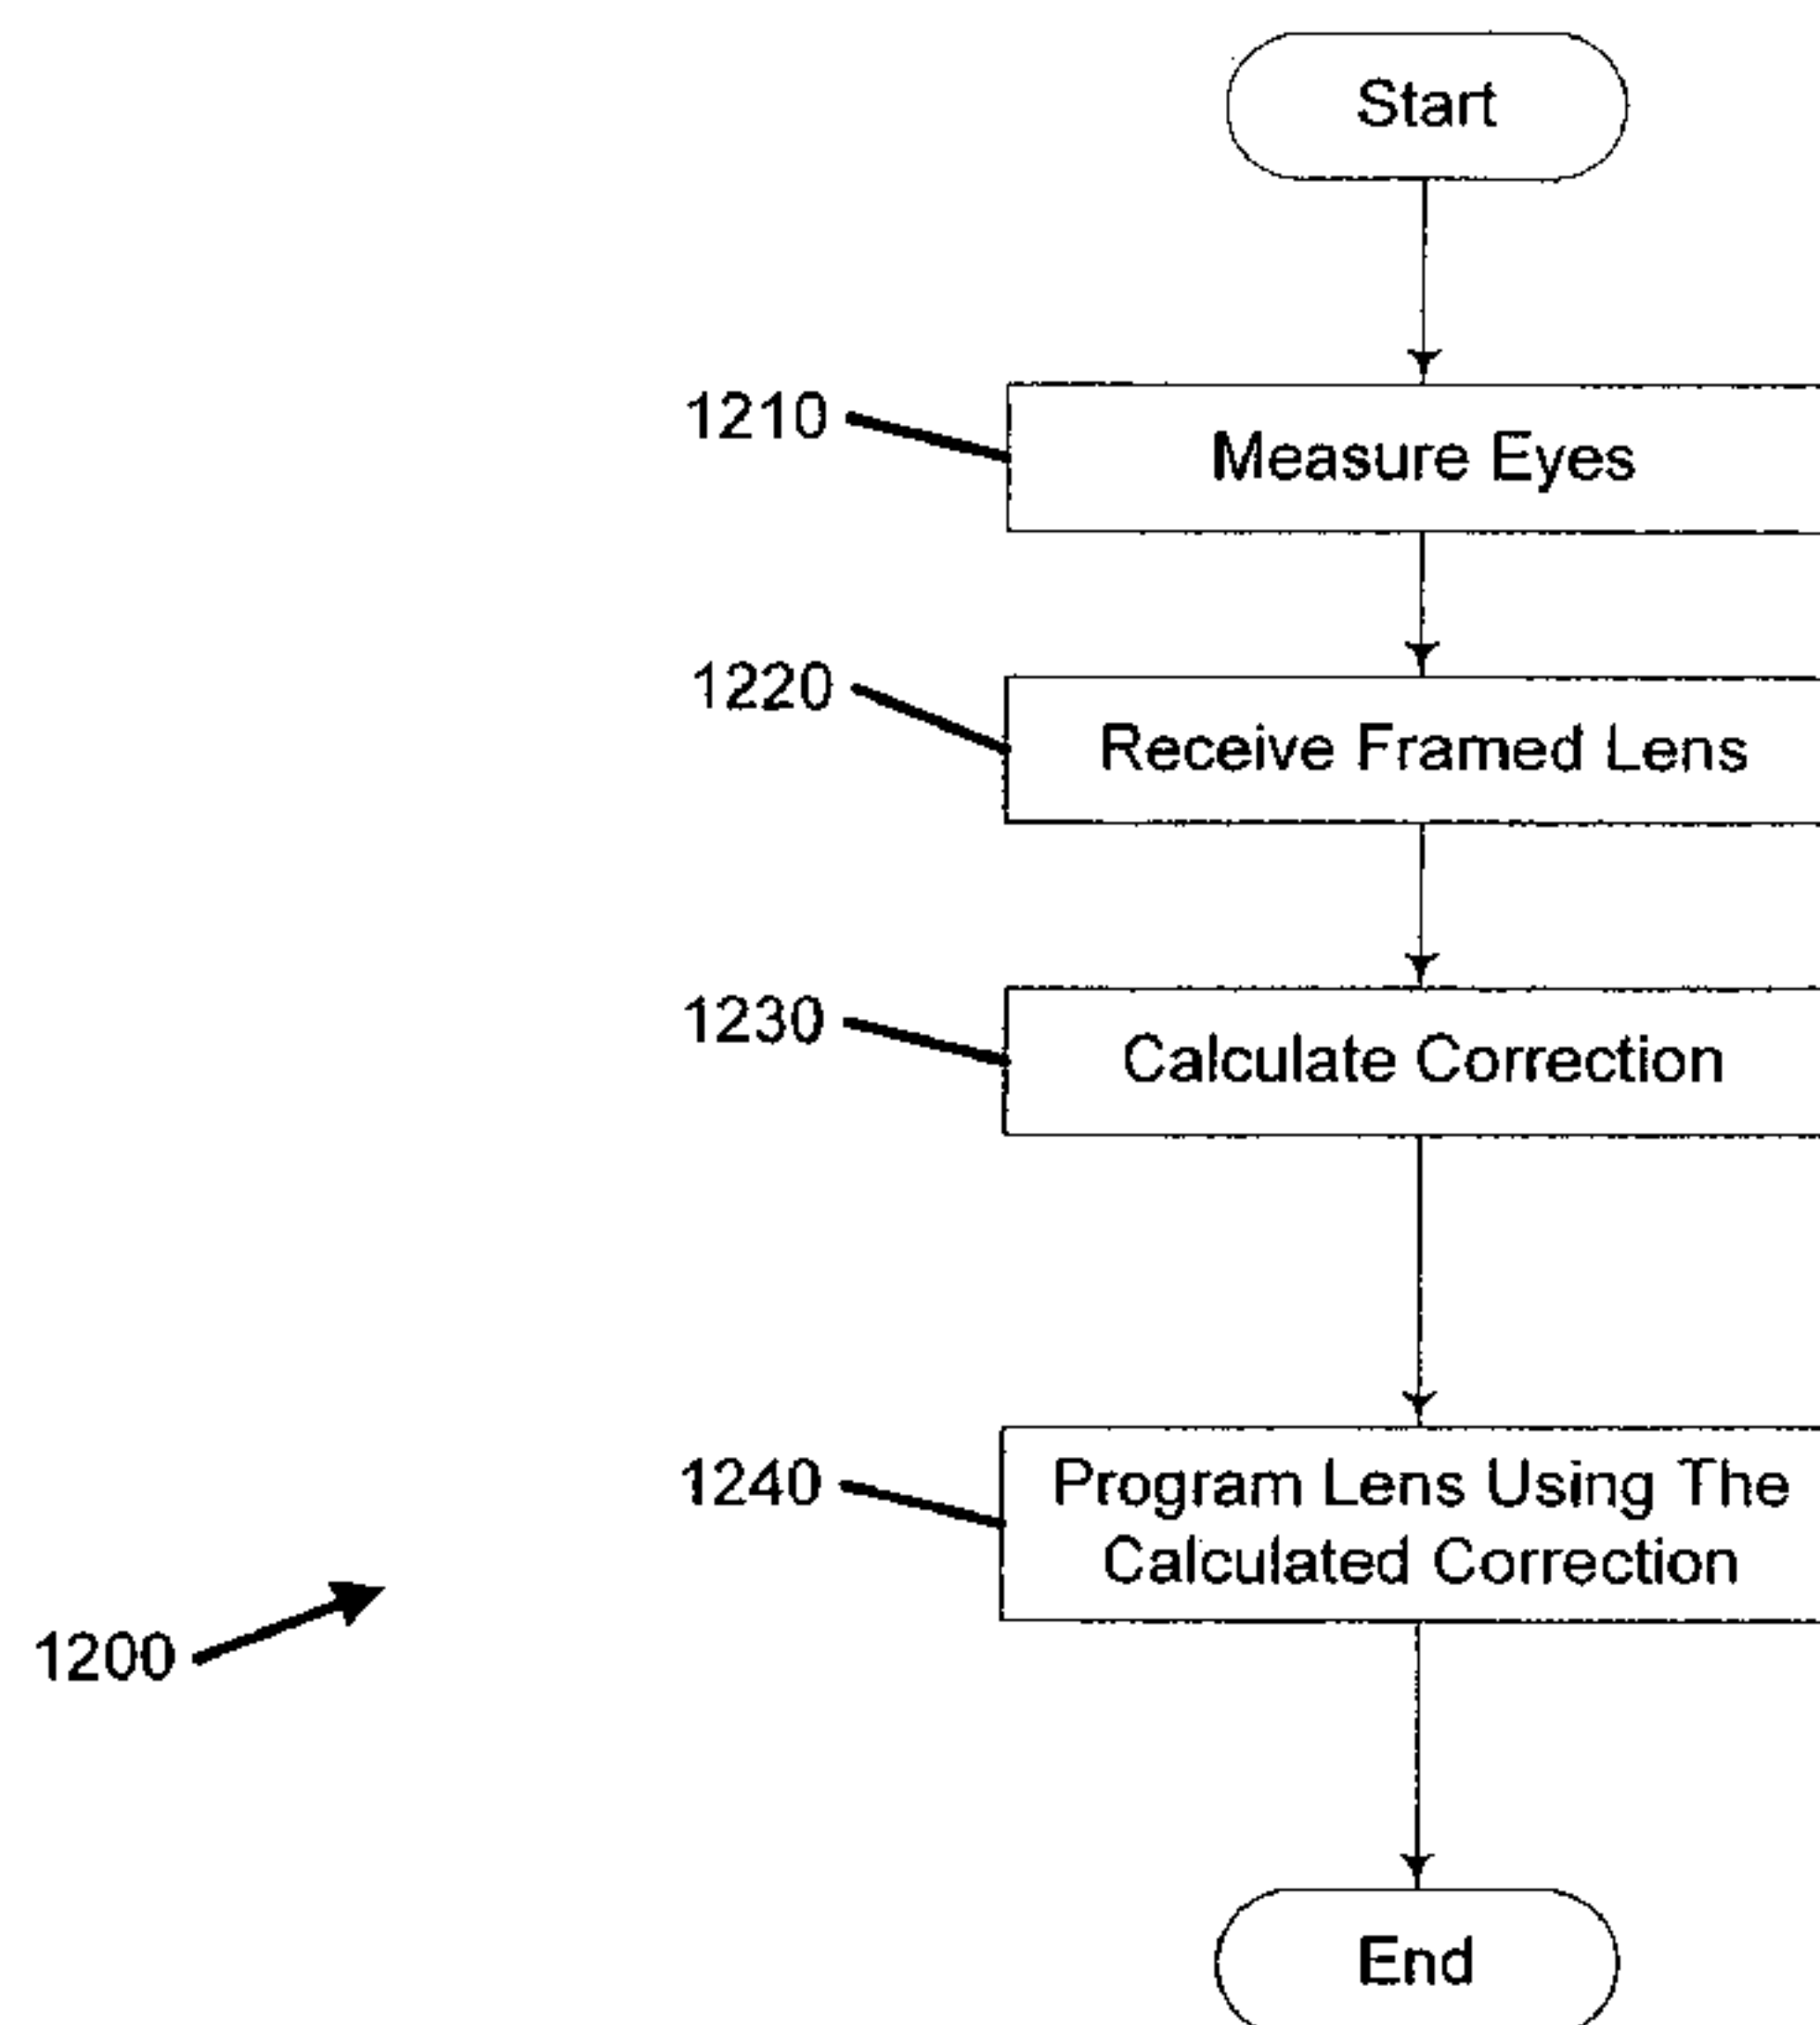 Start
1210
Measure Eyes
1220
Receive Framed Lens
1230
Calculate Correction
1240
Program Lens Using The
Calculated Correction
1200
End